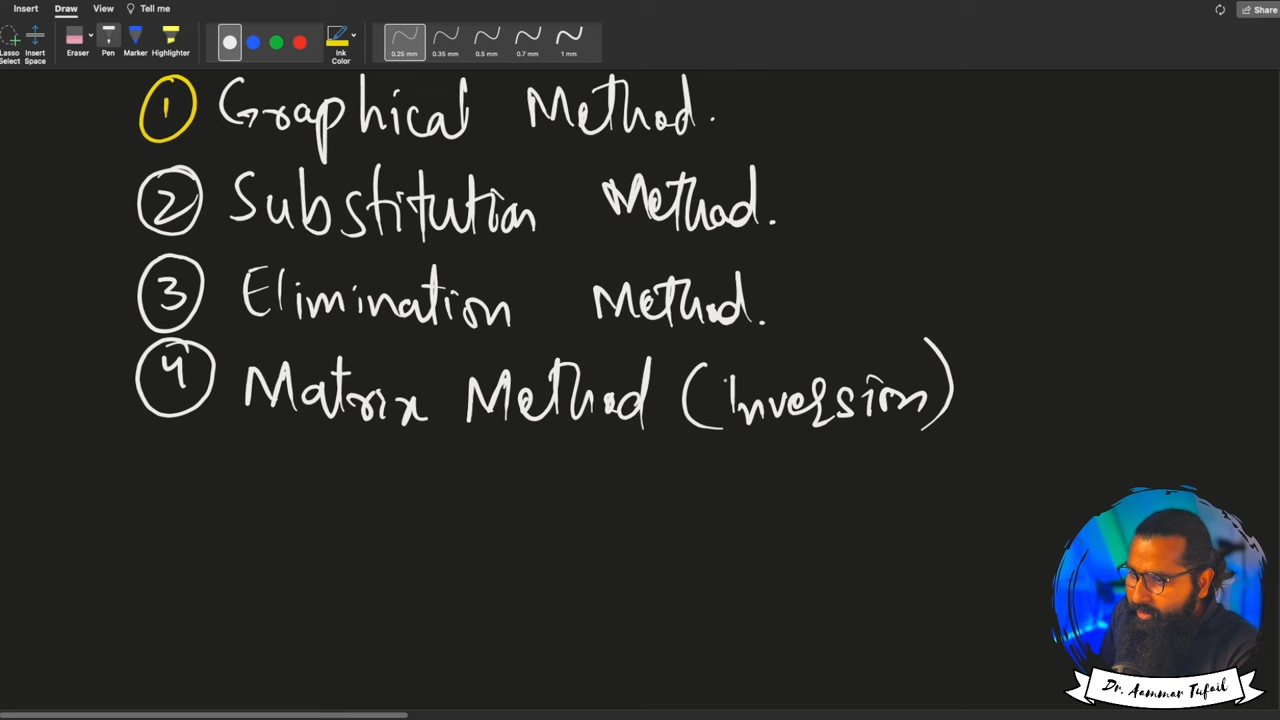 Insert Draw View Tell me
Share
Lasso Select Insert Space Eraser Pen Marker Highlighter Ink Color 0.25 mm 0.35 mm 0.5 mm 0.7 mm 1 mm
1 Graphical Method.
2 Substitution Method.
3 Elimination Method.
4 Matrix Method (Inversion)
Dr. Aammar Tufail